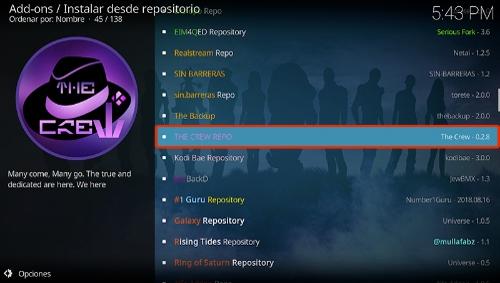 Add-ons / Instalar desde repositorio
Ordenar por: Nombre · 45 / 138
5:43 PM
Repo
EIM4QED Repository
Serious Fork - 3.6
Realstream Repo
Netai - 1.2.5
SIN BARRERAS
SIN BARRERAS - 1.2
sin.barreras Repo
torete - 2.0.0
The Backup
thebackup - 2.0.0
THE CREW REPO
The Crew - 0.2.8
Kodi Bae Repository
kodibae - 3.0.0
BackD
JewBMX - 1.3
#1 Guru Repository
Number1Guru - 2018.08.16
Galaxy Repository
Universe - 1.0.5
Rising Tides Repository
@mullafabz - 1.1
Ring of Saturn Repository
Universe - 1.0.5
THE
CREW
Many come, Many go. The true and
dedicated are here. We here
Opciones